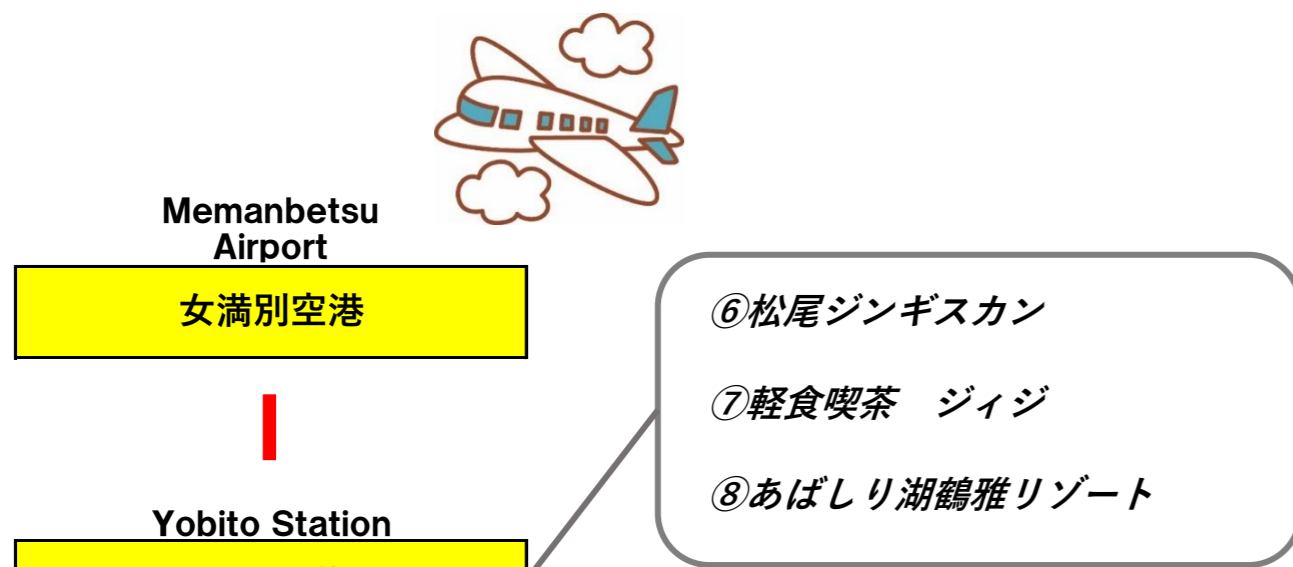 Memanbetsu
Airport
女満別空港
⑥松尾ジンギスカン
⑦軽食喫茶　ジィジ
⑧あばしり湖鶴雅リゾート
Yobito Station